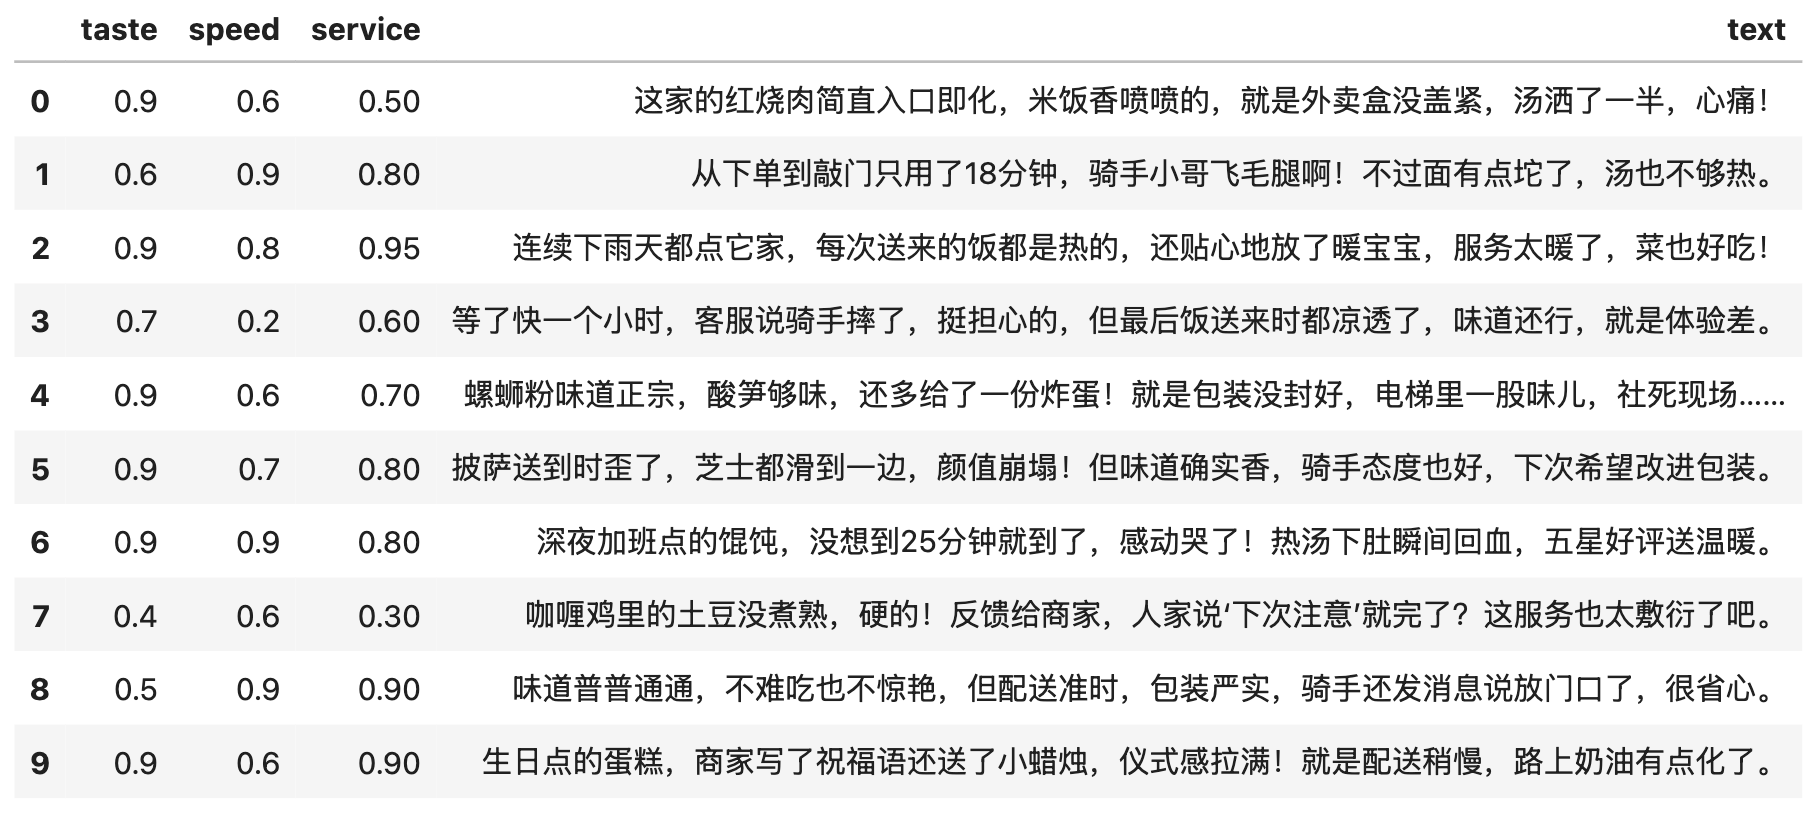 taste speed service text
0 0.9 0.6 0.50 这家的红烧肉简直入口即化，米饭香喷喷的，就是外卖盒没盖紧，汤洒了一半，心痛！
1 0.6 0.9 0.80 从下单到敲门只用了18分钟，骑手小哥飞毛腿啊！不过面有点坨了，汤也不够热。
2 0.9 0.8 0.95 连续下雨天都点它家，每次送来的饭都是热的，还贴心地放了暖宝宝，服务太暖了，菜也好吃！
3 0.7 0.2 0.60 等了快一个小时，客服说骑手摔了，挺担心的，但最后饭送来时都凉透了，味道还行，就是体验差。
4 0.9 0.6 0.70 螺蛳粉味道正宗，酸笋够味，还多给了一份炸蛋！就是包装没封好，电梯里一股味儿，社死现场……
5 0.9 0.7 0.80 披萨送到时歪了，芝士都滑到一边，颜值崩塌！但味道确实香，骑手态度也好，下次希望改进包装。
6 0.9 0.9 0.80 深夜加班点的馄饨，没想到25分钟就到了，感动哭了！热汤下肚瞬间回血，五星好评送温暖。
7 0.4 0.6 0.30 咖喱鸡里的土豆没煮熟，硬的！反馈给商家，人家说‘下次注意’就完了？这服务也太敷衍了吧。
8 0.5 0.9 0.90 味道普普通通，不难吃也不惊艳，但配送准时，包装严实，骑手还发消息说放门口了，很省心。
9 0.9 0.6 0.90 生日点的蛋糕，商家写了祝福语还送了小蜡烛，仪式感拉满！就是配送稍慢，路上奶油有点化了。